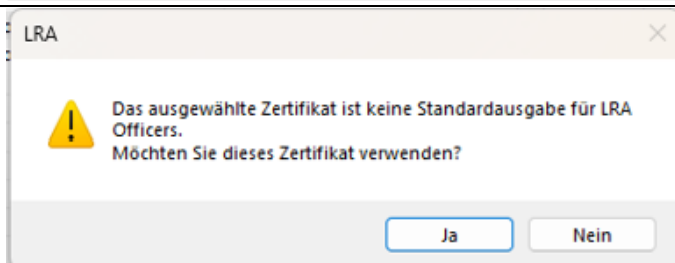 LRA
Das ausgewählte Zertifikat ist keine Standardausgabe für LRA
Officers.
Möchten Sie dieses Zertifikat verwenden?
Ja
Nein